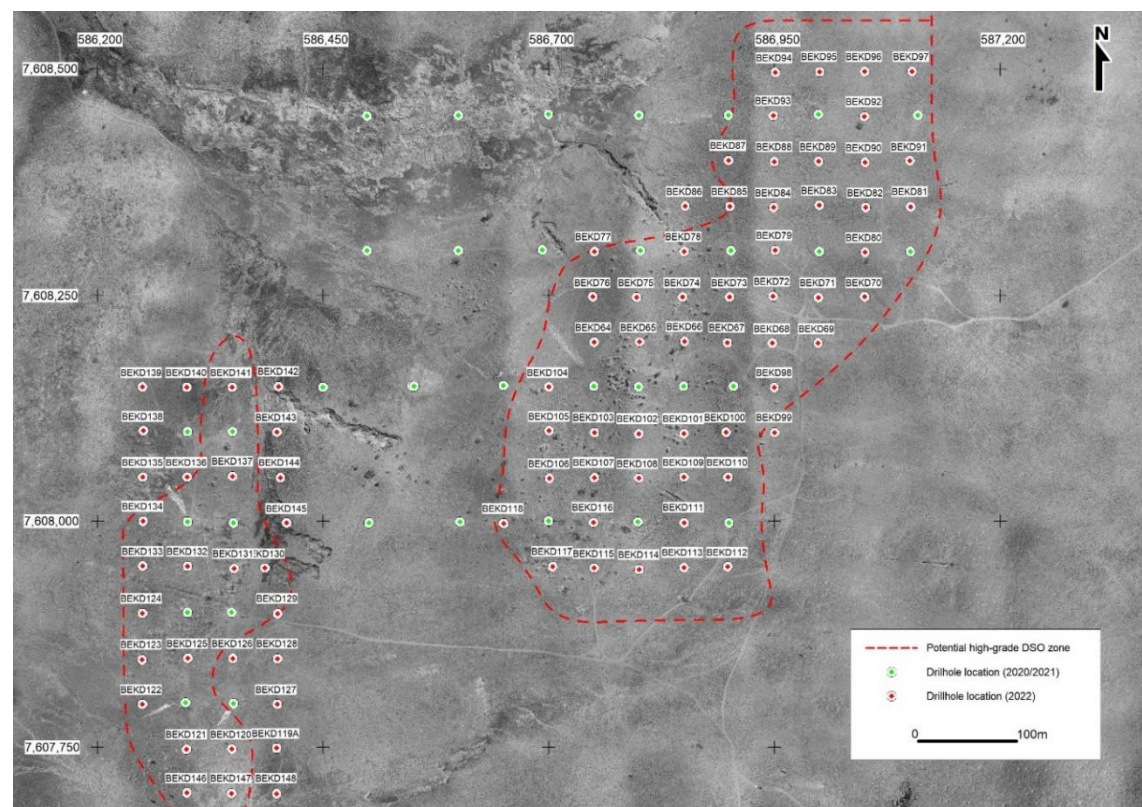 586,200 586,450 586,700 586,950 587,200
N
7,608,500
BEKD94 BEKD95 BEKD96 BEKD97
BEKD93 BEKD92
BEKD87 BEKD88 BEKD89 BEKD90 BEKD91
BEKD86 BEKD85 BEKD84 BEKD83 BEKD82 BEKD81
BEKD77 BEKD78 BEKD79 BEKD80
7,608,250
BEKD76 BEKD75 BEKD74 BEKD73 BEKD72 BEKD71 BEKD70
BEKD64 BEKD65 BEKD66 BEKD67 BEKD68 BEKD69
BEKD139 BEKD140 BEKD141 BEKD142 BEKD104 BEKD98
BEKD138 BEKD143 BEKD105 BEKD103 BEKD102 BEKD101 BEKD100 BEKD99
BEKD135 BEKD136 BEKD137 BEKD144 BEKD106 BEKD107 BEKD108 BEKD109 BEKD110
7,608,000
BEKD134 BEKD145 BEKD118 BEKD116 BEKD111
BEKD133 BEKD132 BEKD131 KD130 BEKD117 BEKD115 BEKD114 BEKD113 BEKD112
BEKD124 BEKD129
BEKD123 BEKD125 BEKD126 BEKD128
BEKD122 BEKD127
7,607,750
BEKD121 BEKD120 BEKD119A
BEKD146 BEKD147 BEKD148
Potential high-grade DSO zone
Drillhole location (2020/2021)
Drillhole location (2022)
0 100m